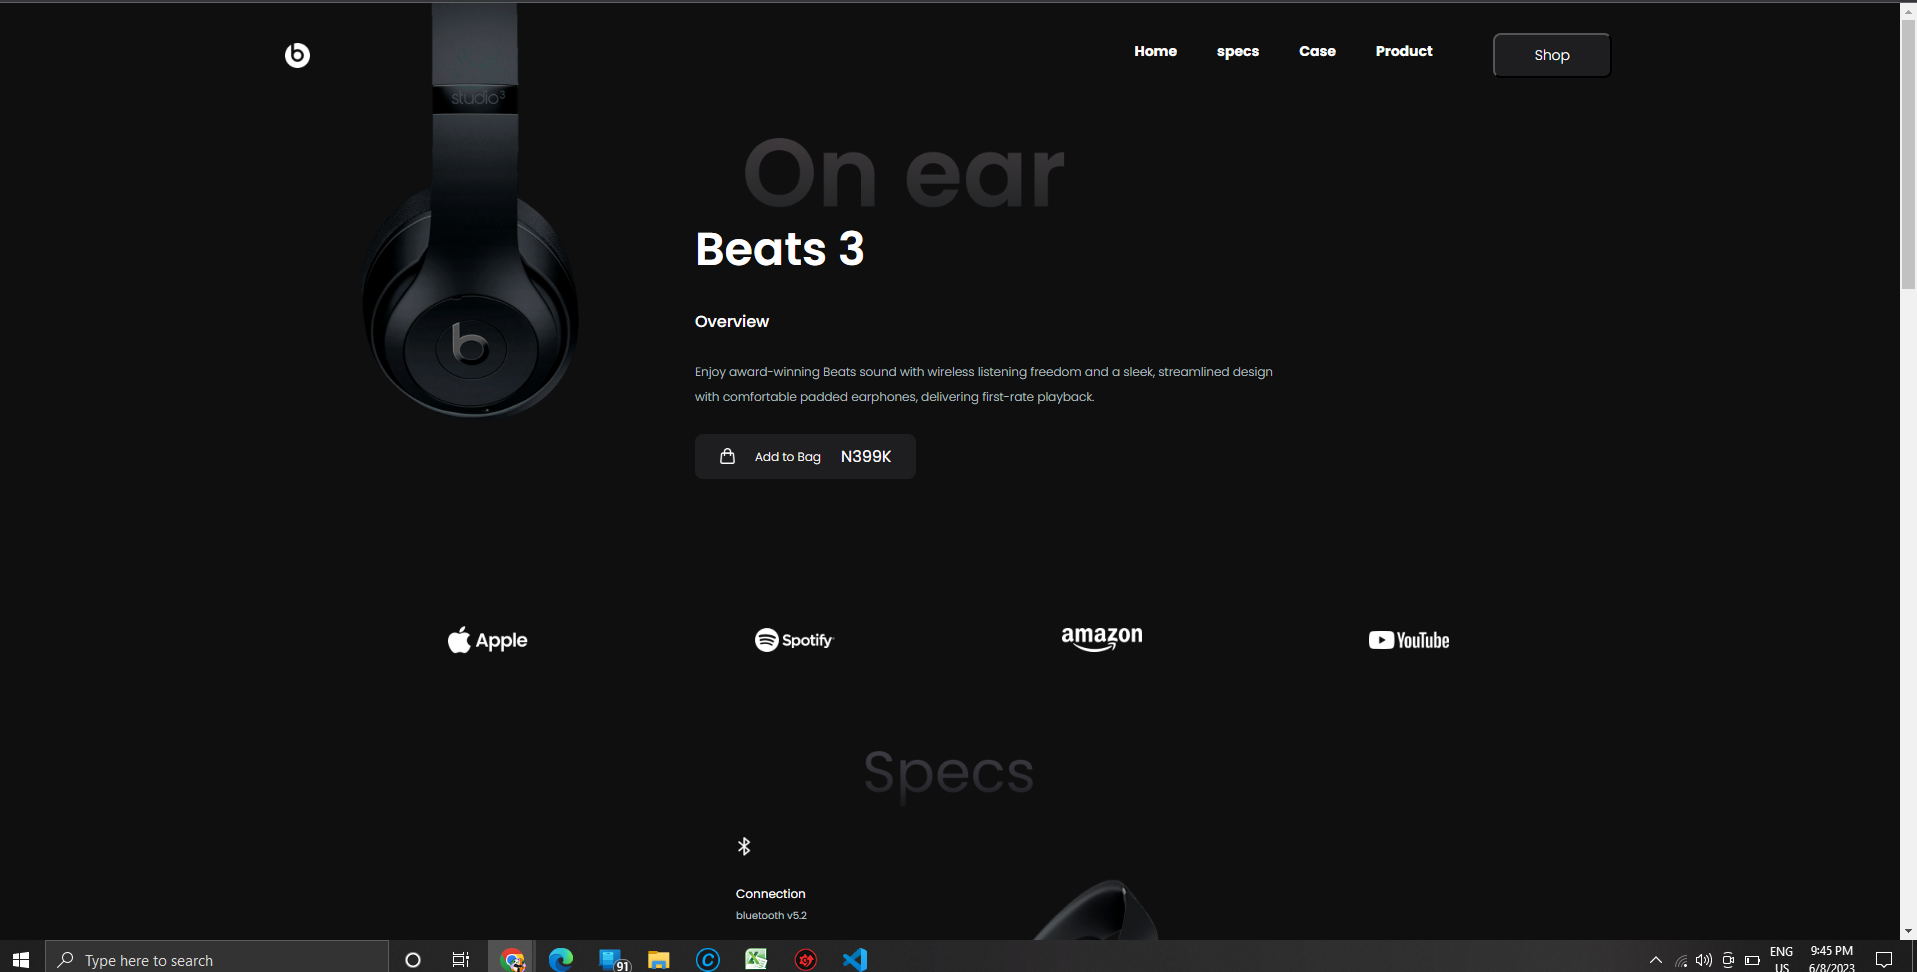 b
Home specs Case Product Shop
studio³
On ear
Beats 3
Overview
Enjoy award-winning Beats sound with wireless listening freedom and a sleek, streamlined design
with comfortable padded earphones, delivering first-rate playback.
Add to Bag N399K
b
Apple Spotify amazon YouTube
Specs
Connection
bluetooth v5.2
Type here to search
91
ENG
US
9:45 PM
6/8/2023